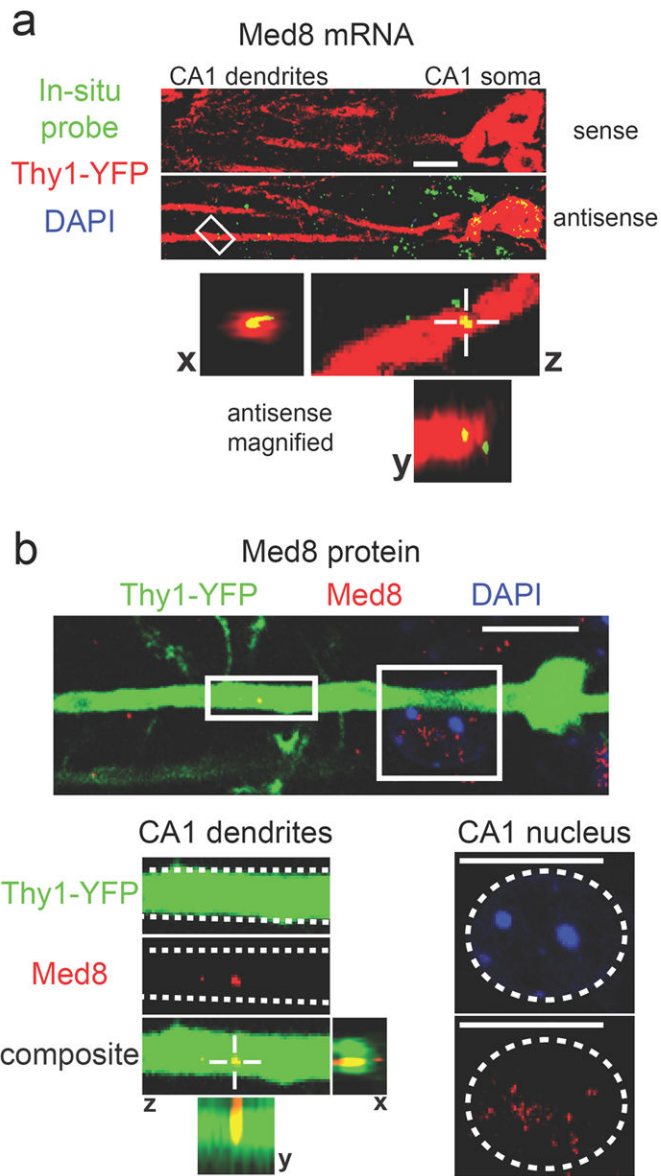 a
Med8 mRNA
CA1 dendrites CA1 soma
In-situ
probe
sense
Thy1-YFP
DAPI
antisense
x
z
antisense
magnified
y
b
Med8 protein
Thy1-YFP Med8 DAPI
CA1 dendrites CA1 nucleus
Thy1-YFP
Med8
composite
z
x
y